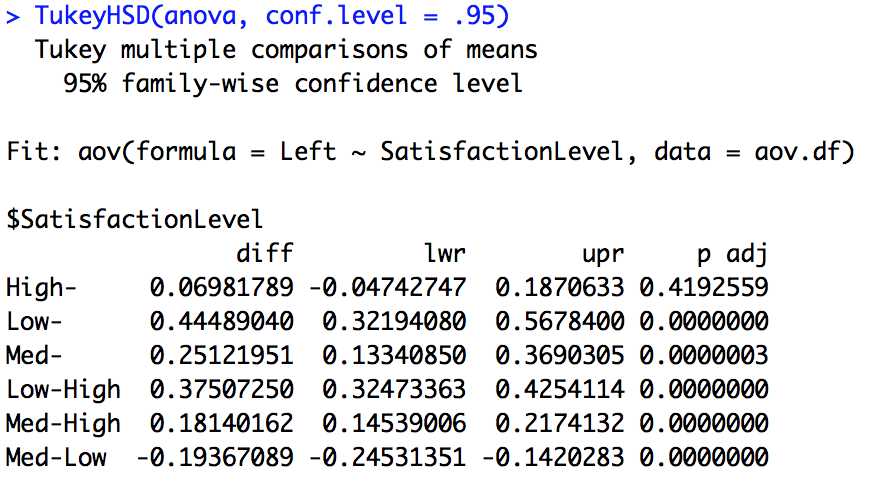 > TukeyHSD(anova, conf.level = .95)
  Tukey multiple comparisons of means
    95% family-wise confidence level

Fit: aov(formula = Left ~ SatisfactionLevel, data = aov.df)

$SatisfactionLevel
                diff         lwr        upr     p adj
High-     0.06981789 -0.04742747  0.1870633 0.4192559
Low-      0.44489040  0.32194080  0.5678400 0.0000000
Med-      0.25121951  0.13340850  0.3690305 0.0000003
Low-High  0.37507250  0.32473363  0.4254114 0.0000000
Med-High  0.18140162  0.14539006  0.2174132 0.0000000
Med-Low  -0.19367089 -0.24531351 -0.1420283 0.0000000